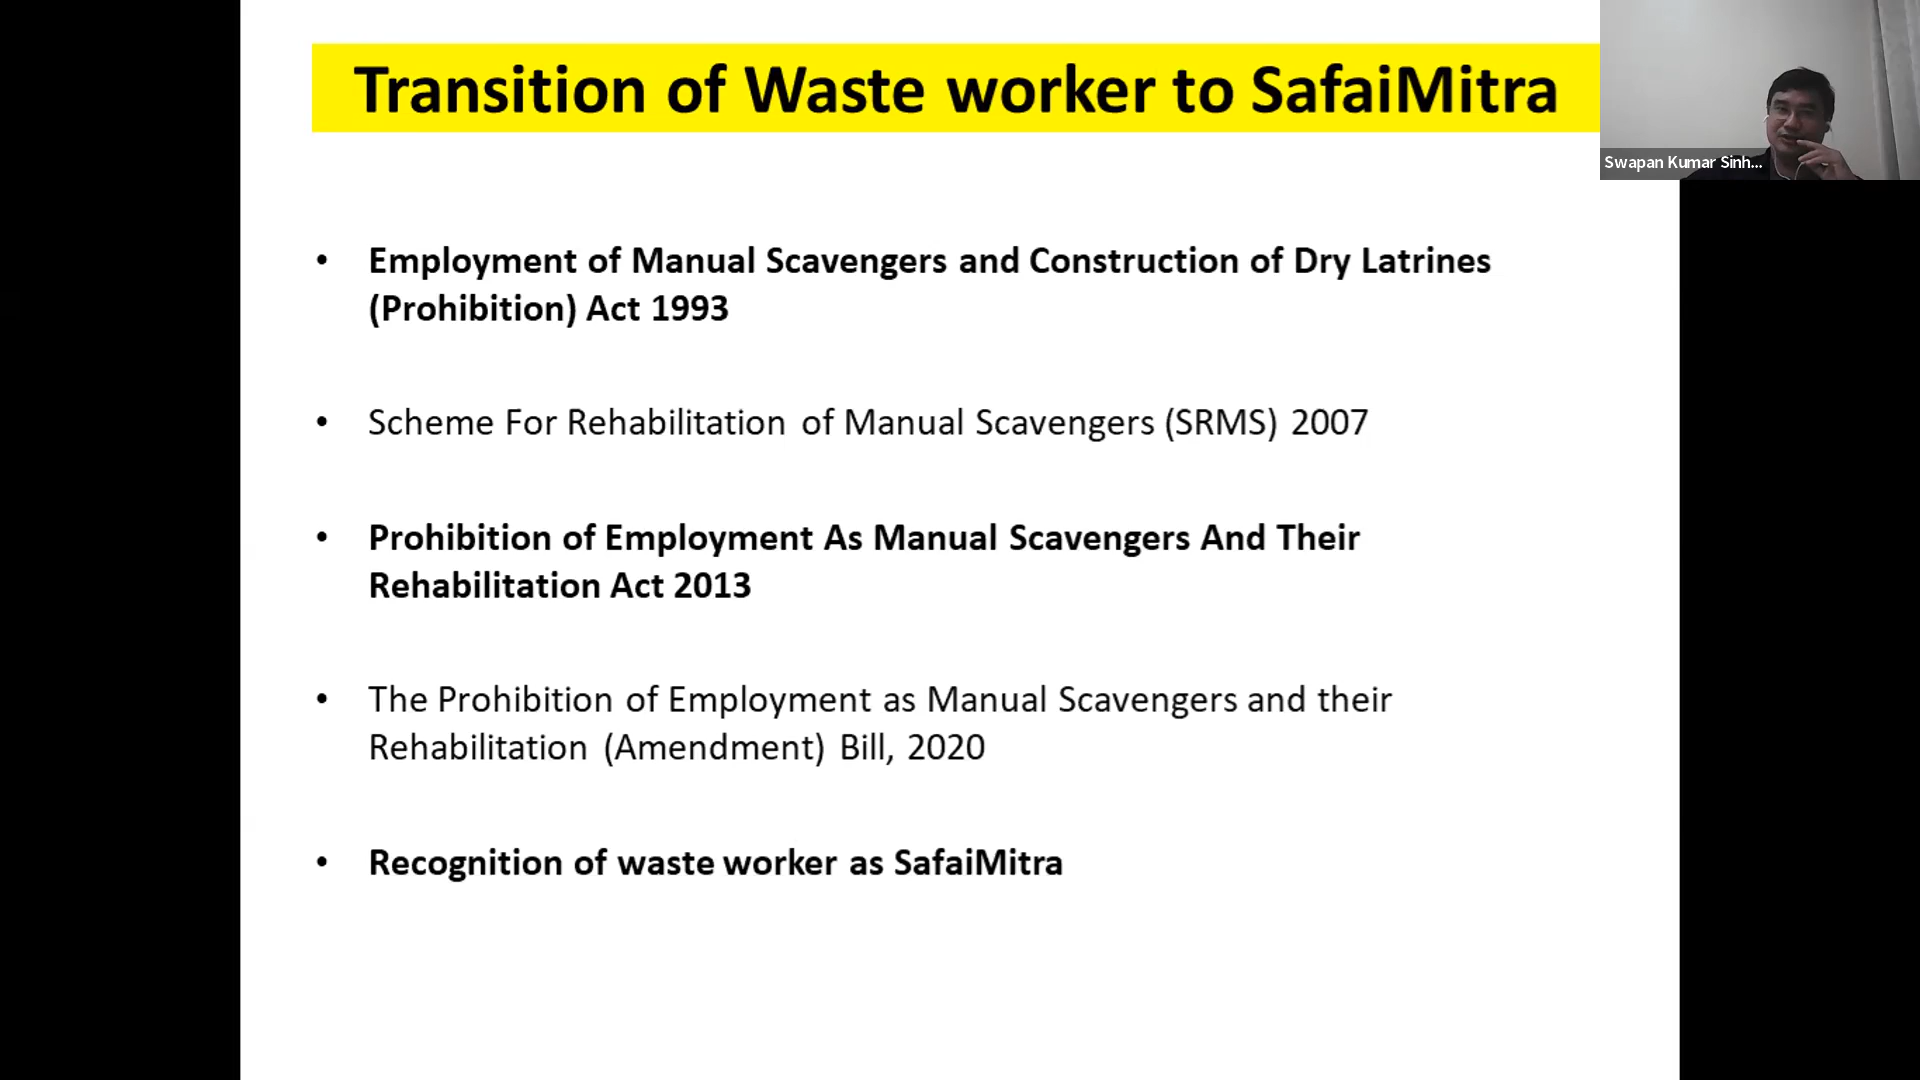 Transition of Waste worker to SafaiMitra
Swapan Kumar Sinh...
• Employment of Manual Scavengers and Construction of Dry Latrines
(Prohibition) Act 1993
• Scheme For Rehabilitation of Manual Scavengers (SRMS) 2007
• Prohibition of Employment As Manual Scavengers And Their
Rehabilitation Act 2013
• The Prohibition of Employment as Manual Scavengers and their
Rehabilitation (Amendment) Bill, 2020
• Recognition of waste worker as SafaiMitra